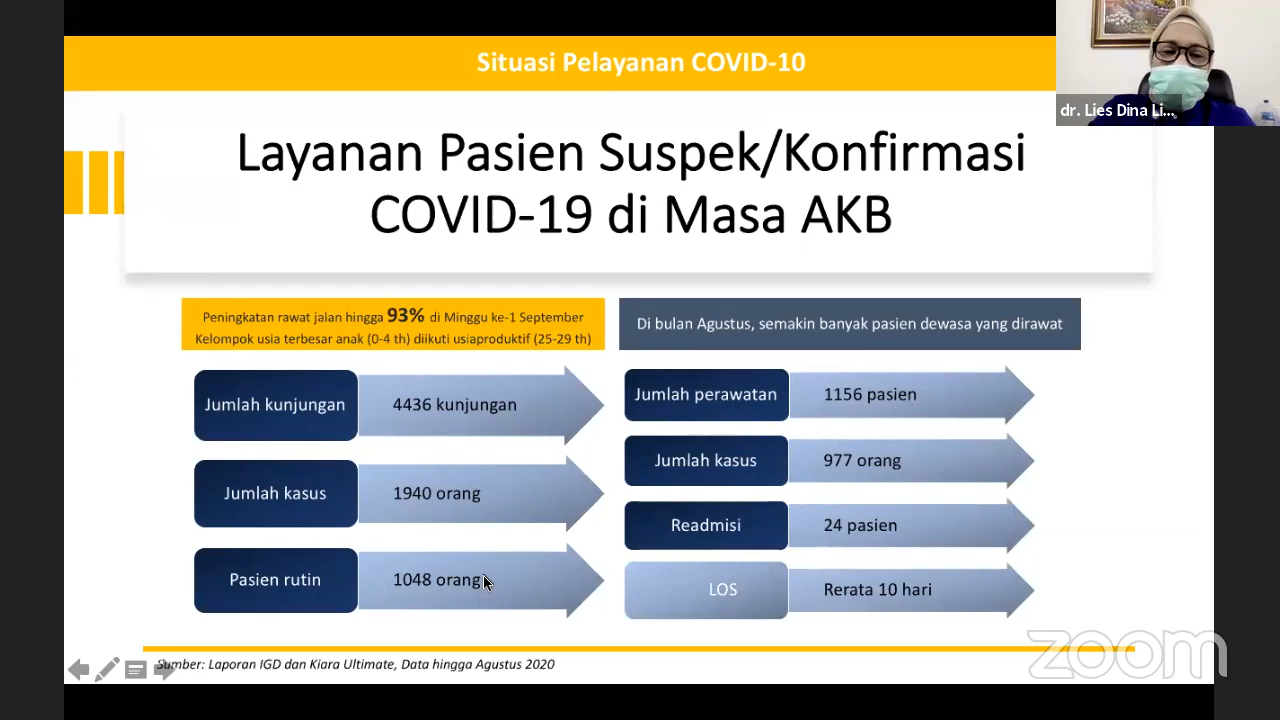 Situasi Pelayanan COVID-10
dr. Lies Dina Li...
Layanan Pasien Suspek/Konfirmasi
COVID-19 di Masa AKB
Peningkatan rawat jalan hingga 93% di Minggu ke-1 September
Kelompok usia terbesar anak (0-4 th) diikuti usiaproduktif (25-29 th)
Jumlah kunjungan
4436 kunjungan
Jumlah kasus
1940 orang
Pasien rutin
1048 orang
Di bulan Agustus, semakin banyak pasien dewasa yang dirawat
Jumlah perawatan
1156 pasien
Jumlah kasus
977 orang
Readmisi
24 pasien
LOS
Rerata 10 hari
Sumber: Laporan IGD dan Kiara Ultimate, Data hingga Agustus 2020
zoom